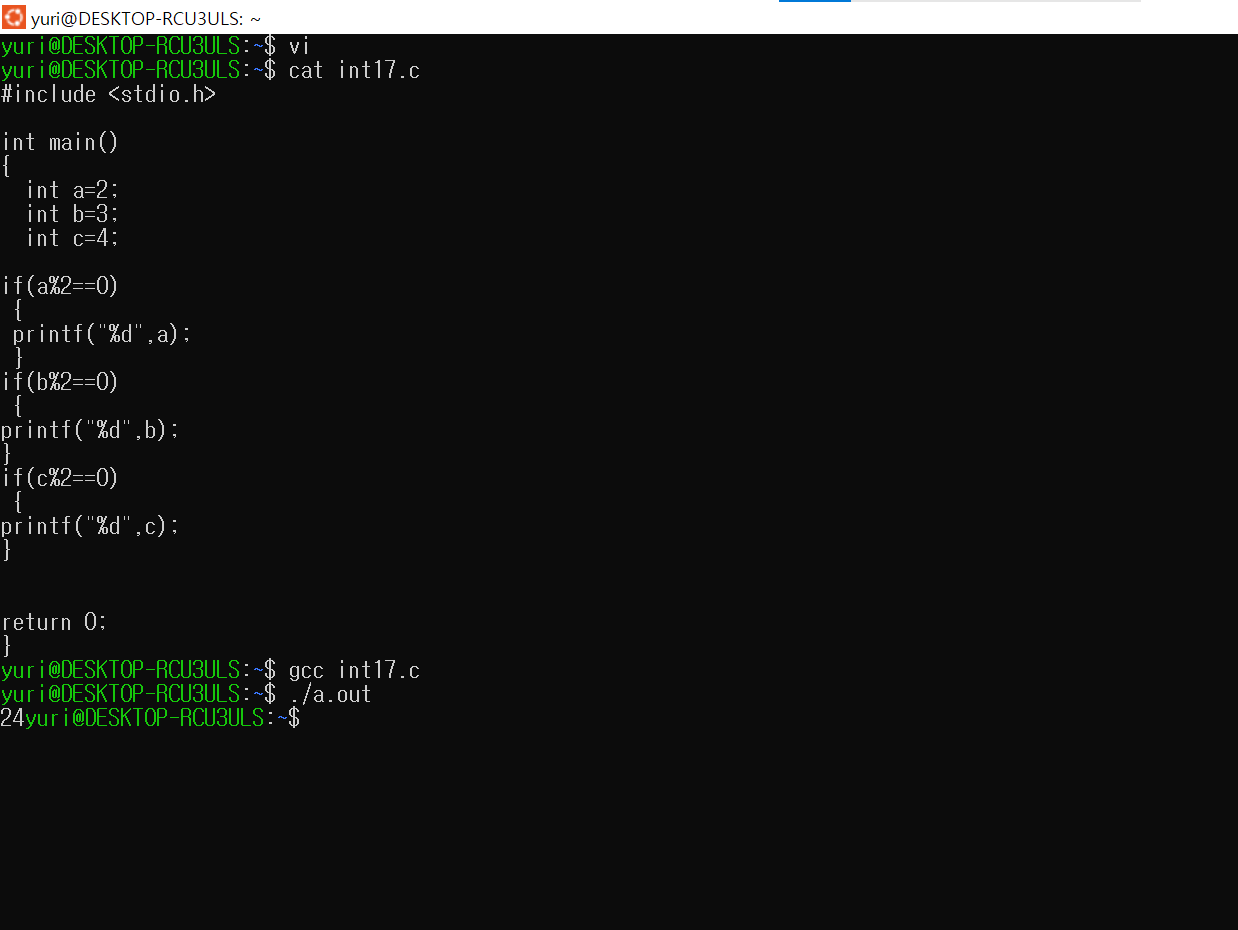 yuri@DESKTOP-RCU3ULS: ~
yuri@DESKTOP-RCU3ULS:~$ vi
yuri@DESKTOP-RCU3ULS:~$ cat int17.c
#include <stdio.h>
int main()
{
  int a=2;
  int b=3;
  int c=4;
if(a%2==0)
 {
 printf("%d",a);
 }
if(b%2==0)
 {
printf("%d",b);
}
if(c%2==0)
 {
printf("%d",c);
}
return 0;
}
yuri@DESKTOP-RCU3ULS:~$ gcc int17.c
yuri@DESKTOP-RCU3ULS:~$ ./a.out
24yuri@DESKTOP-RCU3ULS:~$